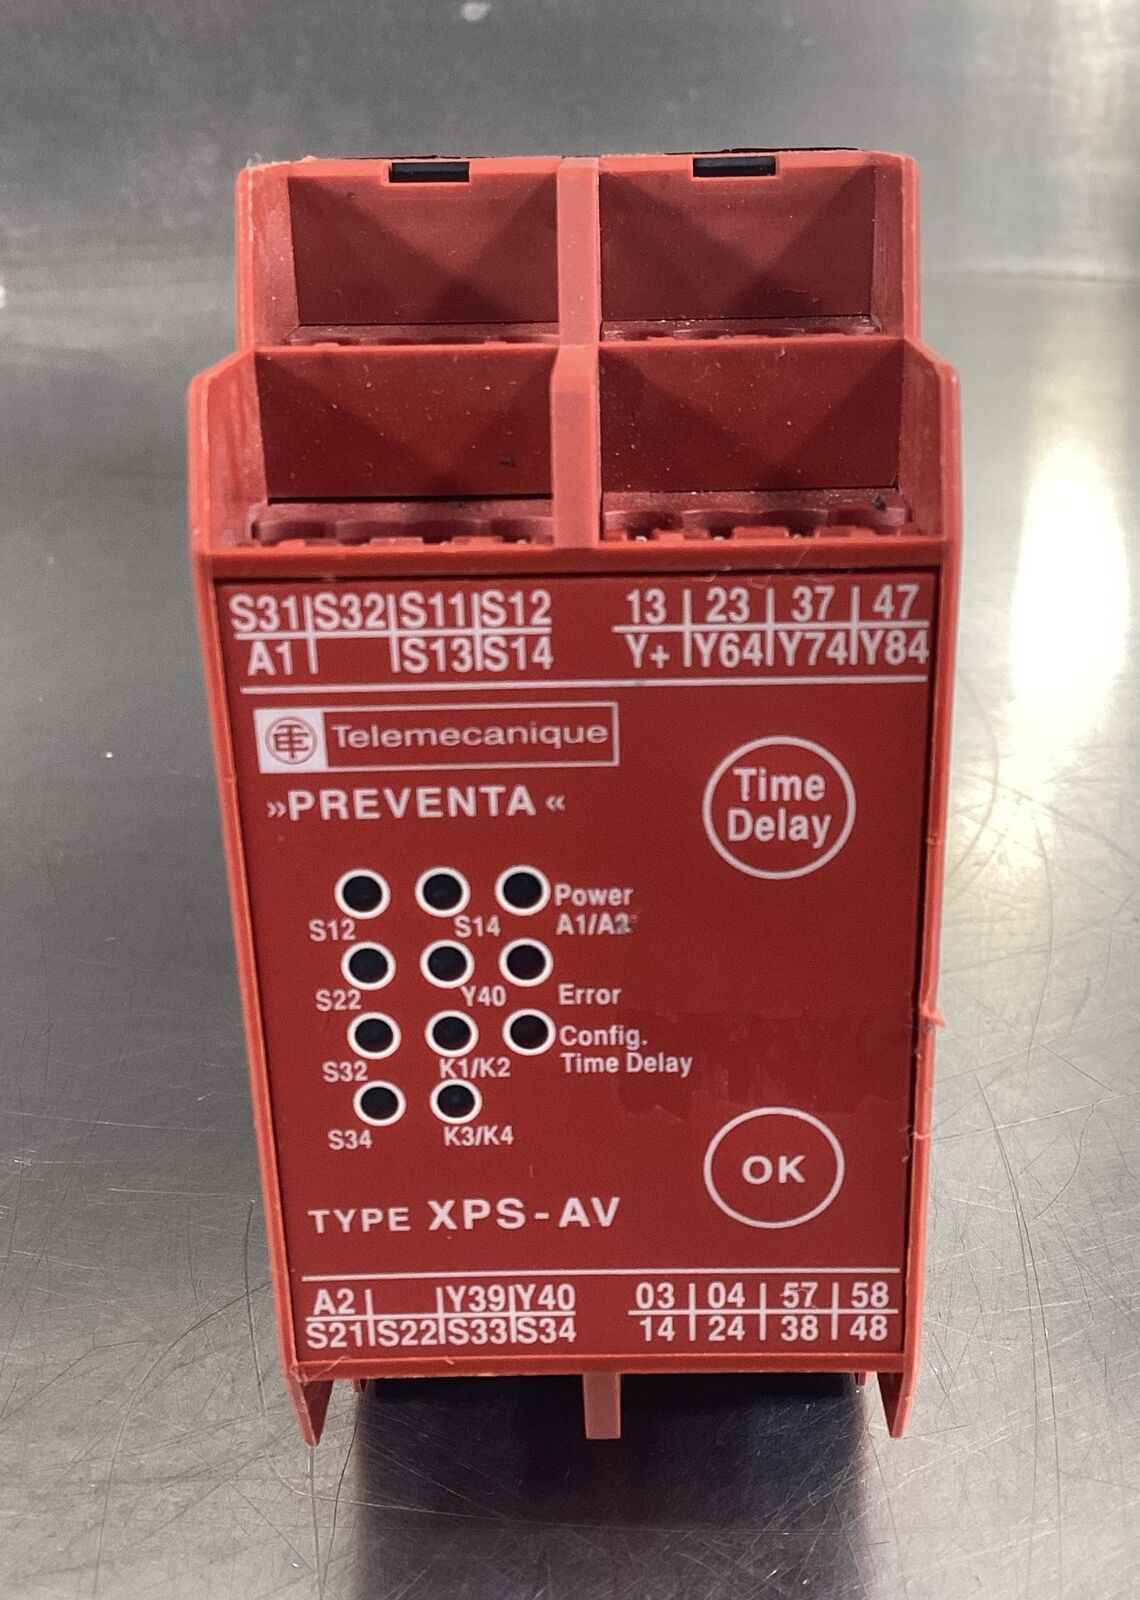 S31|S32|S11|S12 13|23|37|47
A1| |S13|S14 Y+|Y64|Y74|Y84
TE Telemecanique
»PREVENTA«
Time
Delay
Power
S12 S14 A1/A2
S22 Y40 Error
Config.
S32 K1/K2 Time Delay
S34 K3/K4
OK
TYPE XPS-AV
A2| |Y39|Y40 03|04|57|58
S21|S22|S33|S34 14|24|38|48